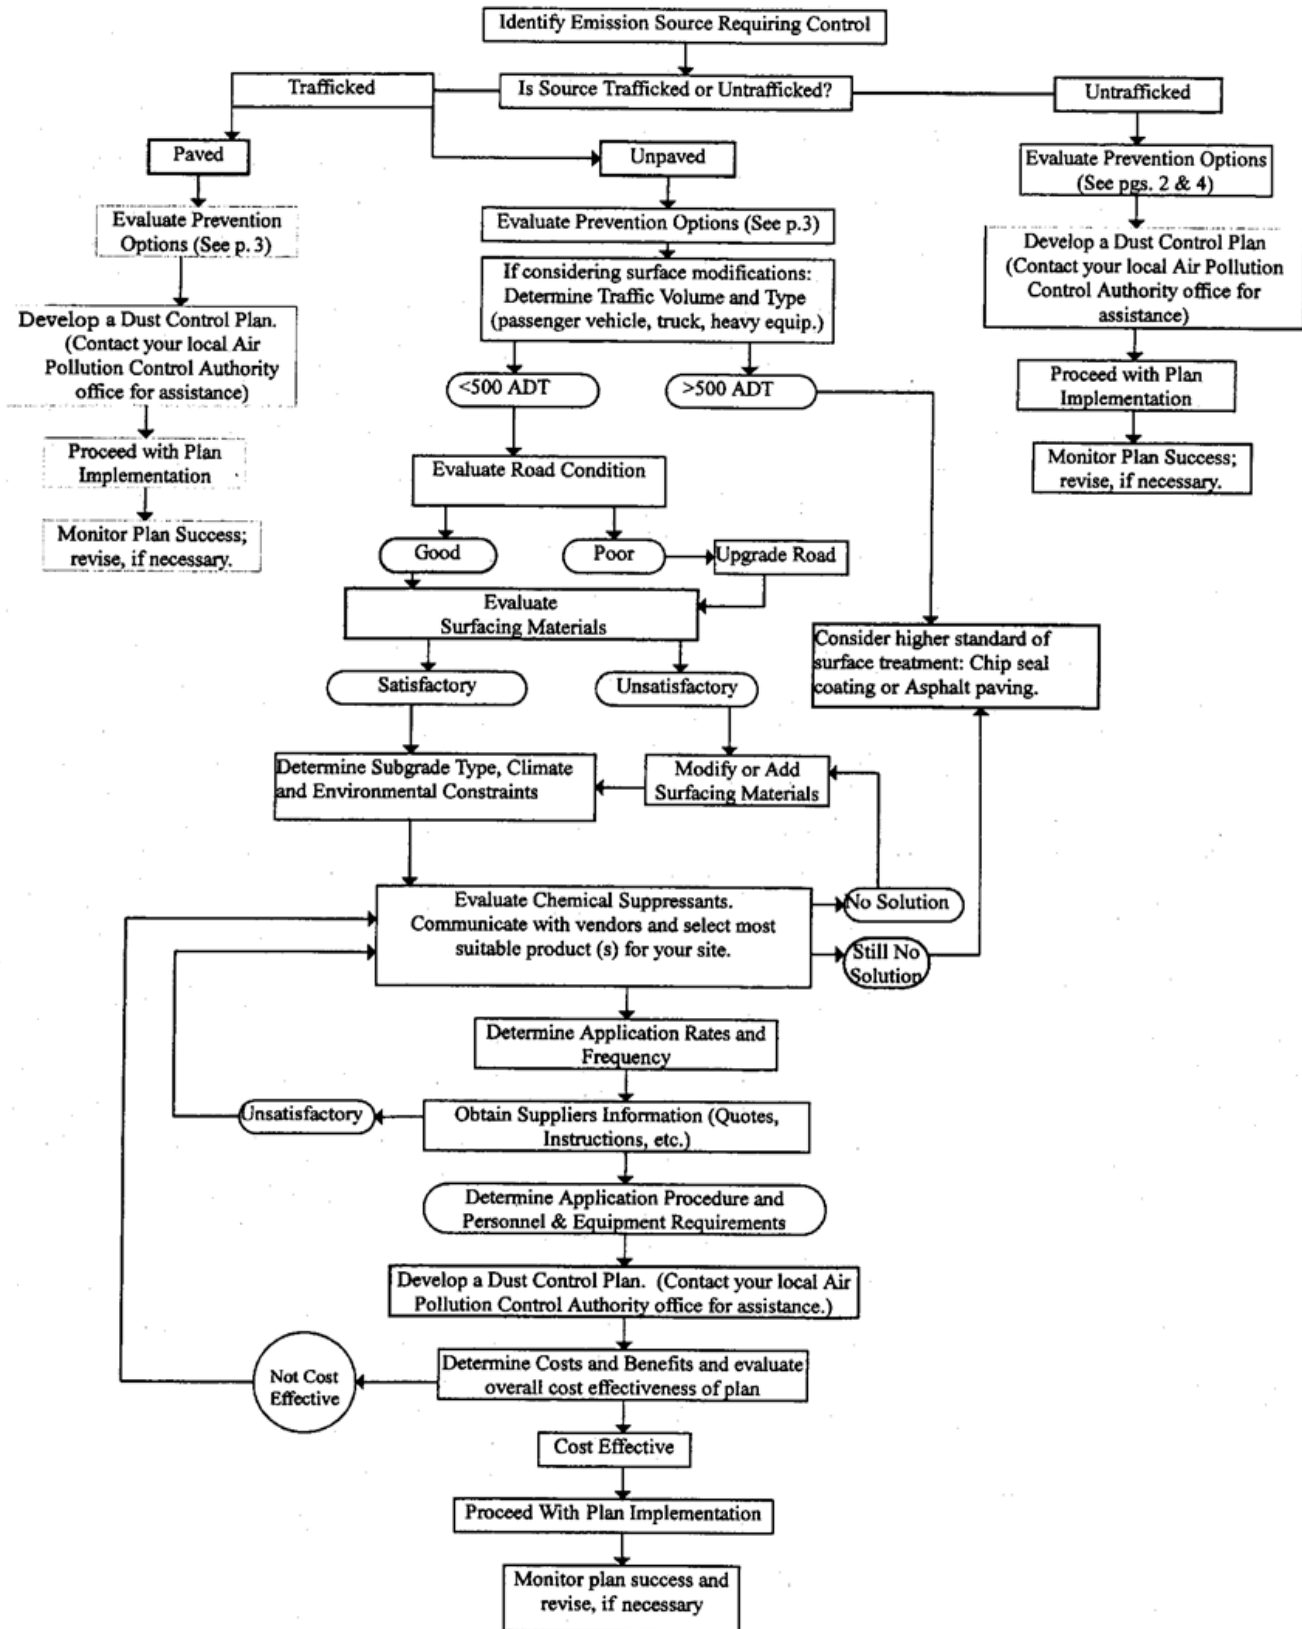 Identify Emission Source Requiring Control
Trafficked
Is Source Trafficked or Untrafficked?
Untrafficked
Paved
Unpaved
Evaluate Prevention Options
(See pgs. 2 & 4)
Evaluate Prevention
Options (See p. 3)
Evaluate Prevention Options (See p.3)
Develop a Dust Control Plan
(Contact your local Air Pollution
Control Authority office for
assistance)
If considering surface modifications:
Determine Traffic Volume and Type
(passenger vehicle, truck, heavy equip.)
Develop a Dust Control Plan.
(Contact your local Air
Pollution Control Authority
office for assistance)
<500 ADT
>500 ADT
Proceed with Plan
Implementation
Proceed with Plan
Implementation
Evaluate Road Condition
Monitor Plan Success;
revise, if necessary.
Monitor Plan Success;
revise, if necessary.
Good
Poor
Upgrade Road
Evaluate
Surfacing Materials
Consider higher standard of
surface treatment: Chip seal
coating or Asphalt paving.
Satisfactory
Unsatisfactory
Determine Subgrade Type, Climate
and Environmental Constraints
Modify or Add
Surfacing Materials
Evaluate Chemical Suppressants.
Communicate with vendors and select most
suitable product (s) for your site.
No Solution
Still No
Solution
Determine Application Rates and
Frequency
Unsatisfactory
Obtain Suppliers Information (Quotes,
Instructions, etc.)
Determine Application Procedure and
Personnel & Equipment Requirements
Develop a Dust Control Plan. (Contact your local Air
Pollution Control Authority office for assistance.)
Not Cost
Effective
Determine Costs and Benefits and evaluate
overall cost effectiveness of plan
Cost Effective
Proceed With Plan Implementation
Monitor plan success and
revise, if necessary